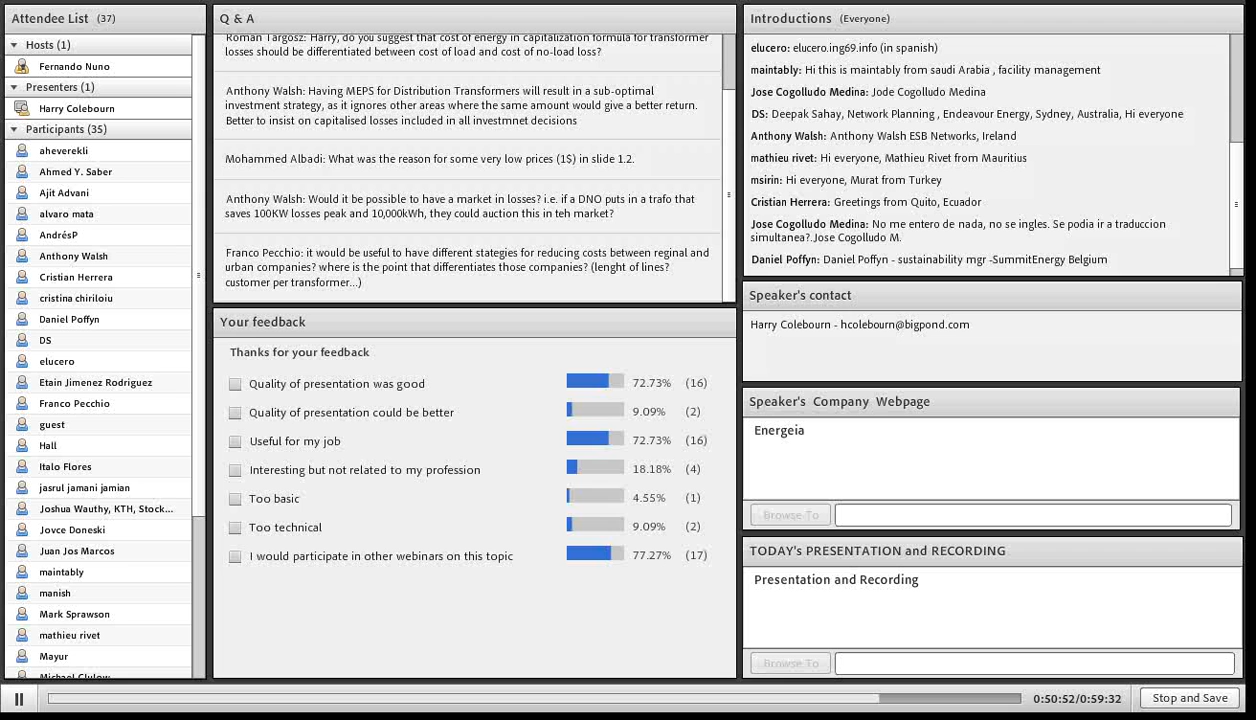 Attendee List (37)
Hosts (1)
Fernando Nuno
Presenters (1)
Harry Colebourn
Participants (35)
aheverekli
Ahmed Y. Saber
Ajit Advani
alvaro mata
AndrésP
Anthony Walsh
Cristian Herrera
cristina chiriloiu
Daniel Poffyn
DS
elucero
Etain Jimenez Rodriguez
Franco Pecchio
guest
Hall
Italo Flores
jasrul jamani jamian
Joshua Wauthy, KTH, Stock...
Jovce Doneski
Juan Jos Marcos
maintably
manish
Mark Sprawson
mathieu rivet
Mayur
Michael Clulow
Q & A
Roman Targosz: Harry, do you suggest that cost of energy in capitalization formula for transformer
losses should be differentiated between cost of load and cost of no-load loss?
Anthony Walsh: Having MEPS for Distribution Transformers will result in a sub-optimal
investment strategy, as it ignores other areas where the same amount would give a better return.
Better to insist on capitalised losses included in all investmnet decisions
Mohammed Albadi: What was the reason for some very low prices (1$) in slide 1.2.
Anthony Walsh: Would it be possible to have a market in losses? i.e. if a DNO puts in a trafo that
saves 100KW losses peak and 10,000kWh, they could auction this in teh market?
Franco Pecchio: it would be useful to have different stategies for reducing costs between reginal and
urban companies? where is the point that differentiates those companies? (lenght of lines?
customer per transformer...)
Your feedback
Thanks for your feedback
Quality of presentation was good 72.73% (16)
Quality of presentation could be better 9.09% (2)
Useful for my job 72.73% (16)
Interesting but not related to my profession 18.18% (4)
Too basic 4.55% (1)
Too technical 9.09% (2)
I would participate in other webinars on this topic 77.27% (17)
Introductions (Everyone)
elucero: elucero.ing69.info (in spanish)
maintably: Hi this is maintably from saudi Arabia , facility management
Jose Cogolludo Medina: Jode Cogolludo Medina
DS: Deepak Sahay, Network Planning , Endeavour Energy, Sydney, Australia, Hi everyone
Anthony Walsh: Anthony Walsh ESB Networks, Ireland
mathieu rivet: Hi everyone, Mathieu Rivet from Mauritius
msirin: Hi everyone, Murat from Turkey
Cristian Herrera: Greetings from Quito, Ecuador
Jose Cogolludo Medina: No me entero de nada, no se ingles. Se podia ir a traduccion
simultanea?.Jose Cogolludo M.
Daniel Poffyn: Daniel Poffyn - sustainability mgr -SummitEnergy Belgium
Speaker's contact
Harry Colebourn - hcolebourn@bigpond.com
Speaker's Company Webpage
Energeia
Browse To
TODAY's PRESENTATION and RECORDING
Presentation and Recording
Browse To
0:50:52/0:59:32
Stop and Save